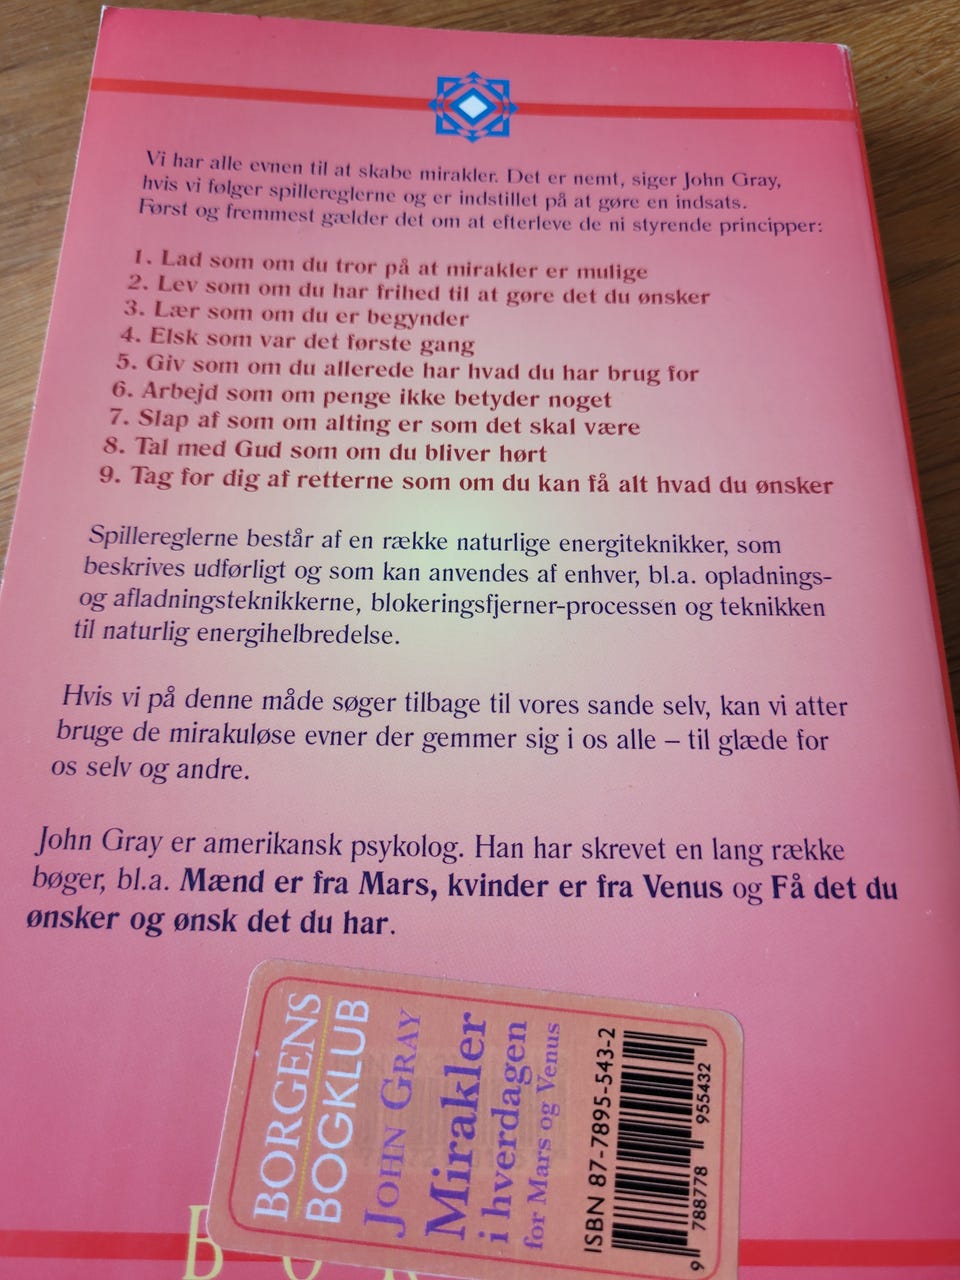 Vi har alle evnen til at skabe mirakler. Det er nemt, siger John Gray,
hvis vi følger spillereglerne og er indstillet på at gøre en indsats.
Først og fremmest gælder det om at efterleve de ni styrende principper:
1. Lad som om du tror på at mirakler er mulige
2. Lev som om du har frihed til at gøre det du ønsker
3. Lær som om du er begynder
4. Elsk som var det første gang
5. Giv som om du allerede har hvad du har brug for
6. Arbejd som om penge ikke betyder noget
7. Slap af som om alting er som det skal være
8. Tal med Gud som om du bliver hørt
9. Tag for dig af retterne som om du kan få alt hvad du ønsker
Spillereglerne består af en række naturlige energiteknikker, som
beskrives udførligt og som kan anvendes af enhver, bl.a. opladnings-
og afladningsteknikkerne, blokeringsfjerner-processen og teknikken
til naturlig energihelbredelse.
Hvis vi på denne måde søger tilbage til vores sande selv, kan vi atter
bruge de mirakuløse evner der gemmer sig i os alle – til glæde for
os selv og andre.
John Gray er amerikansk psykolog. Han har skrevet en lang række
bøger, bl.a. Mænd er fra Mars, kvinder er fra Venus og Få det du
ønsker og ønsk det du har.
BORGENS
BOGKLUB
JOHN GRAY
Mirakler
i hverdagen
for Mars og Venus
ISBN 87-7895-543-2
9 788778 955432